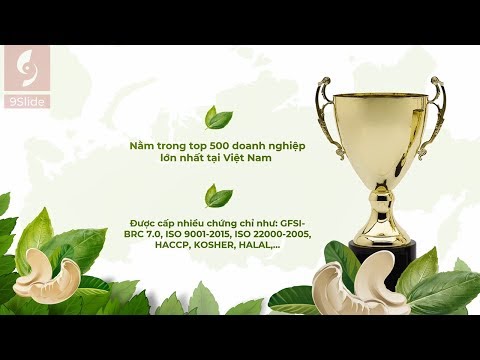 9Slide
Nằm trong top 500 doanh nghiệp
lớn nhất tại Việt Nam
Được cấp nhiều chứng chỉ như: GFSI-
BRC 7.0, ISO 9001-2015, ISO 22000-2005,
HACCP, KOSHER, HALAL,...